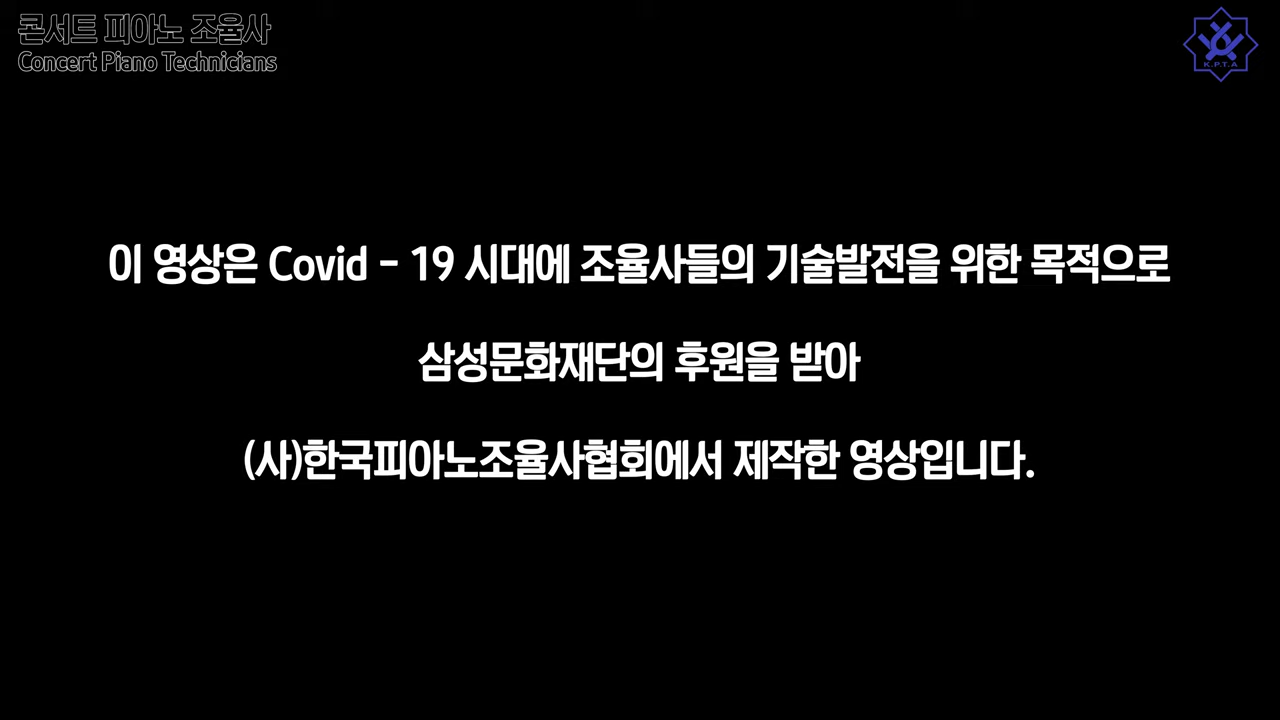 콘서트 피아노 조율사
Concert Piano Technicians
K.P.T.A
이 영상은 Covid - 19 시대에 조율사들의 기술발전을 위한 목적으로
삼성문화재단의 후원을 받아
(사)한국피아노조율사협회에서 제작한 영상입니다.